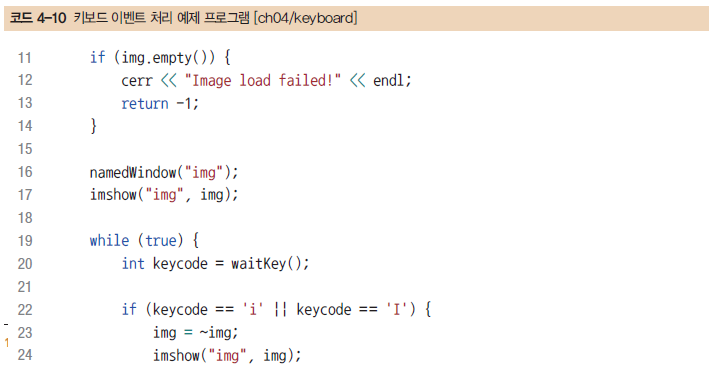 코드 4-10 키보드 이벤트 처리 예제 프로그램 [ch04/keyboard]
11 if (img.empty()) {
12 cerr << "Image load failed!" << endl;
13 return -1;
14 }
15
16 namedWindow("img");
17 imshow("img", img);
18
19 while (true) {
20 int keycode = waitKey();
21
22 if (keycode == 'i' || keycode == 'I') {
23 img = ~img;
1
24 imshow("img", img);